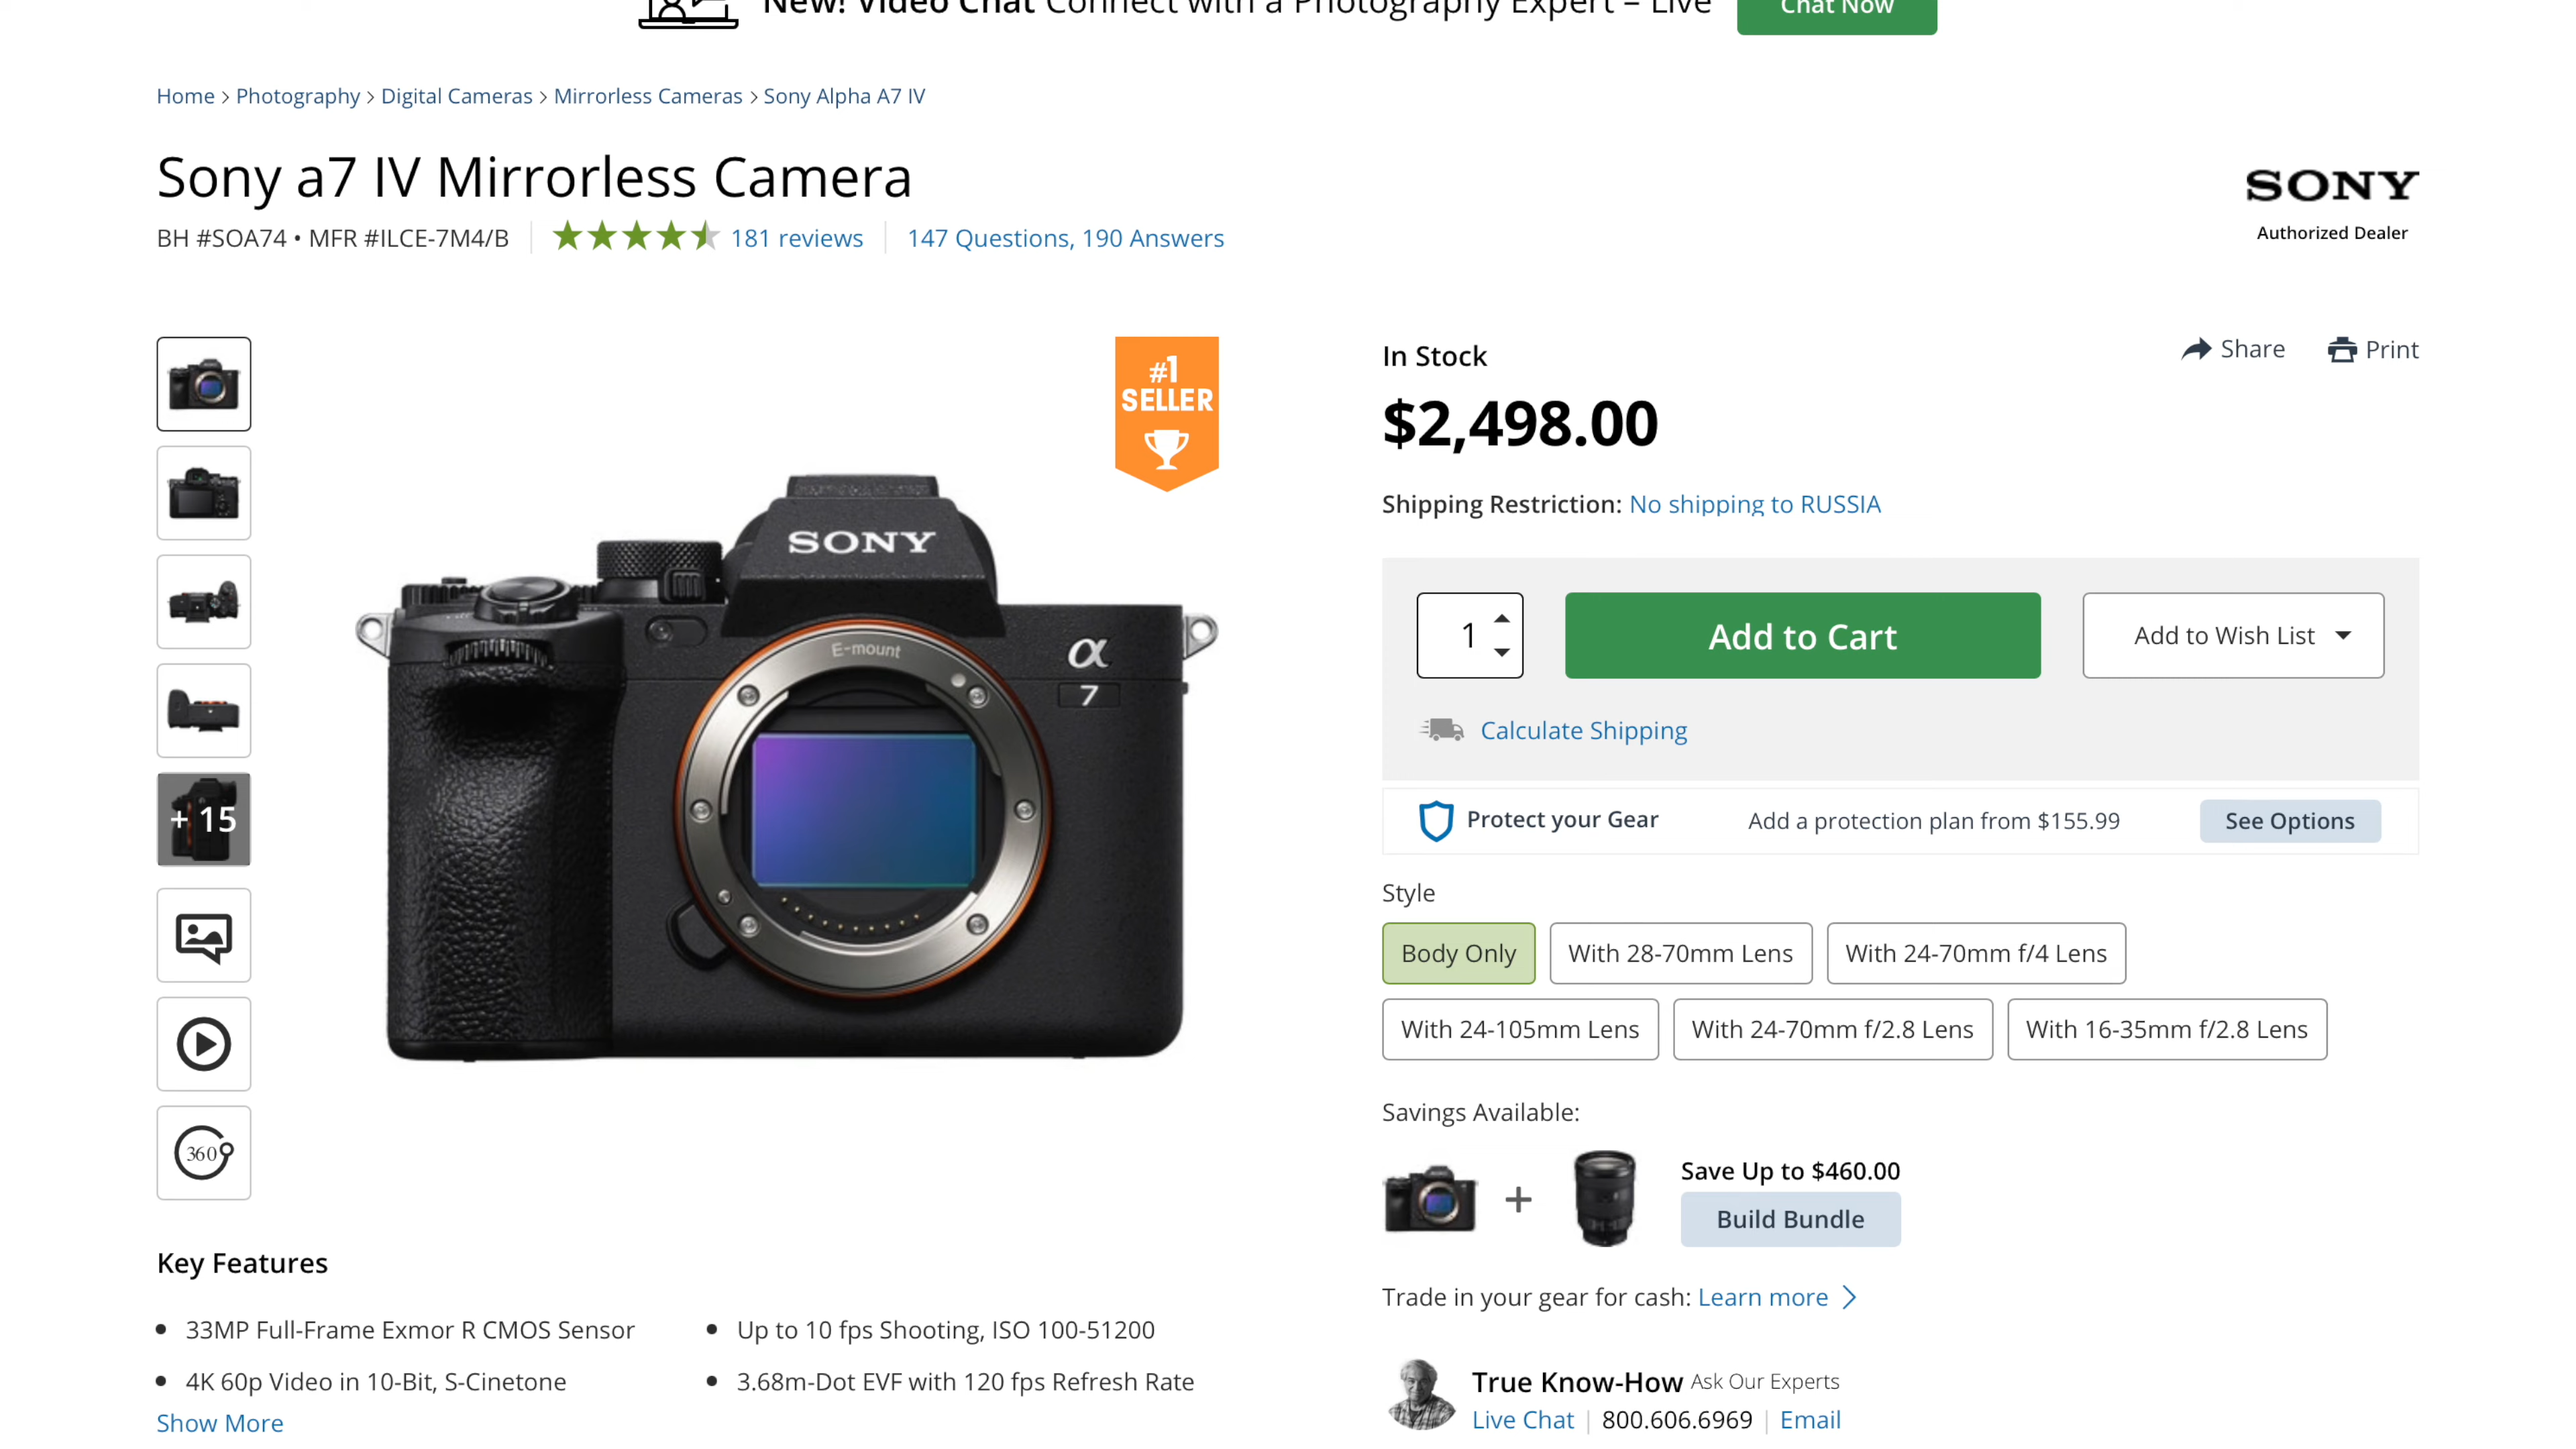 New! Video Chat Connect with a Photography Expert – Live
Chat Now
Home > Photography > Digital Cameras > Mirrorless Cameras > Sony Alpha A7 IV
Sony a7 IV Mirrorless Camera
BH #SOA74 • MFR #ILCE-7M4/B
181 reviews
147 Questions, 190 Answers
SONY
Authorized Dealer
#1
SELLER
SONY
E-mount
α
7
+ 15
360
In Stock
Share
Print
$2,498.00
Shipping Restriction: No shipping to RUSSIA
1
Add to Cart
Add to Wish List
Calculate Shipping
Protect your Gear
Add a protection plan from $155.99
See Options
Style
Body Only
With 28-70mm Lens
With 24-70mm f/4 Lens
With 24-105mm Lens
With 24-70mm f/2.8 Lens
With 16-35mm f/2.8 Lens
Savings Available:
+
Save Up to $460.00
Build Bundle
Trade in your gear for cash: Learn more >
True Know-How Ask Our Experts
Live Chat | 800.606.6969 | Email
Key Features
• 33MP Full-Frame Exmor R CMOS Sensor
• 4K 60p Video in 10-Bit, S-Cinetone
• Up to 10 fps Shooting, ISO 100-51200
• 3.68m-Dot EVF with 120 fps Refresh Rate
Show More